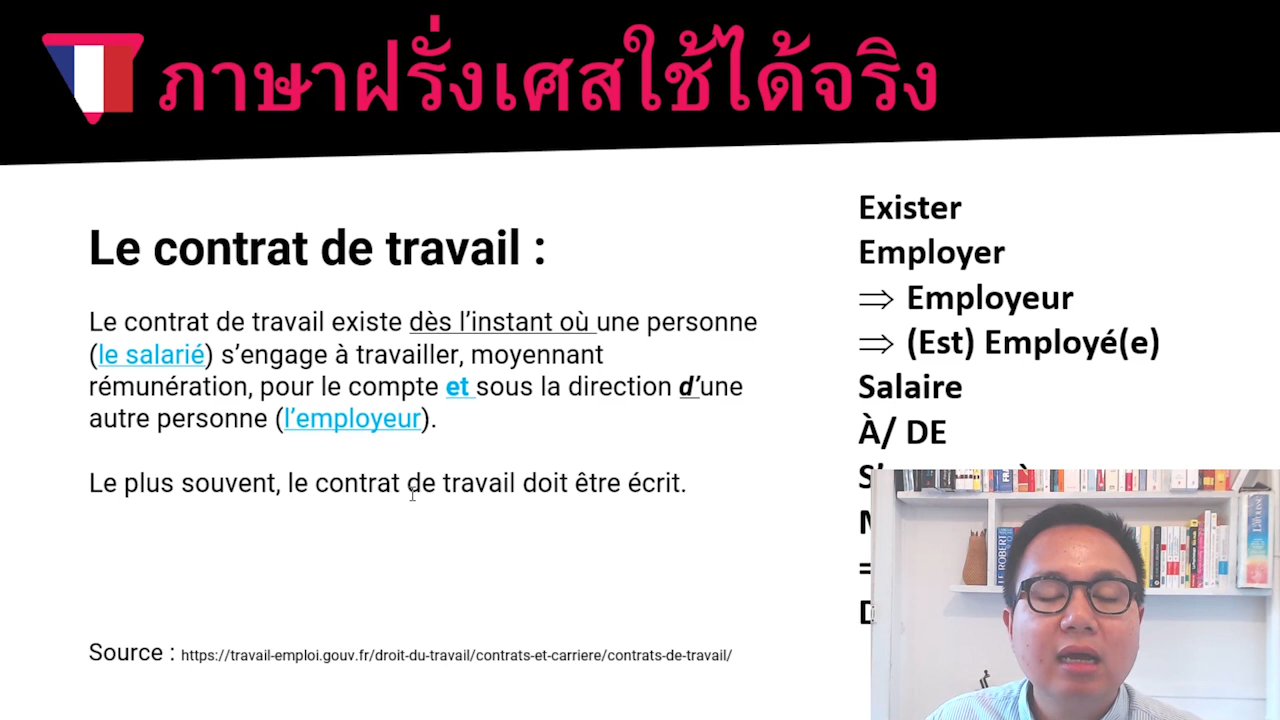 ภาษาฝรั่งเศสใช้ได้จริง
Le contrat de travail :
Le contrat de travail existe dès l’instant où une personne
(le salarié) s’engage à travailler, moyennant
rémunération, pour le compte et sous la direction d’une
autre personne (l’employeur).
Le plus souvent, le contrat de travail doit être écrit.
Source : https://travail-emploi.gouv.fr/droit-du-travail/contrats-et-carriere/contrats-de-travail/
Exister
Employer
⇒ Employeur
⇒ (Est) Employé(e)
Salaire
À/ DE
LE ROBERT